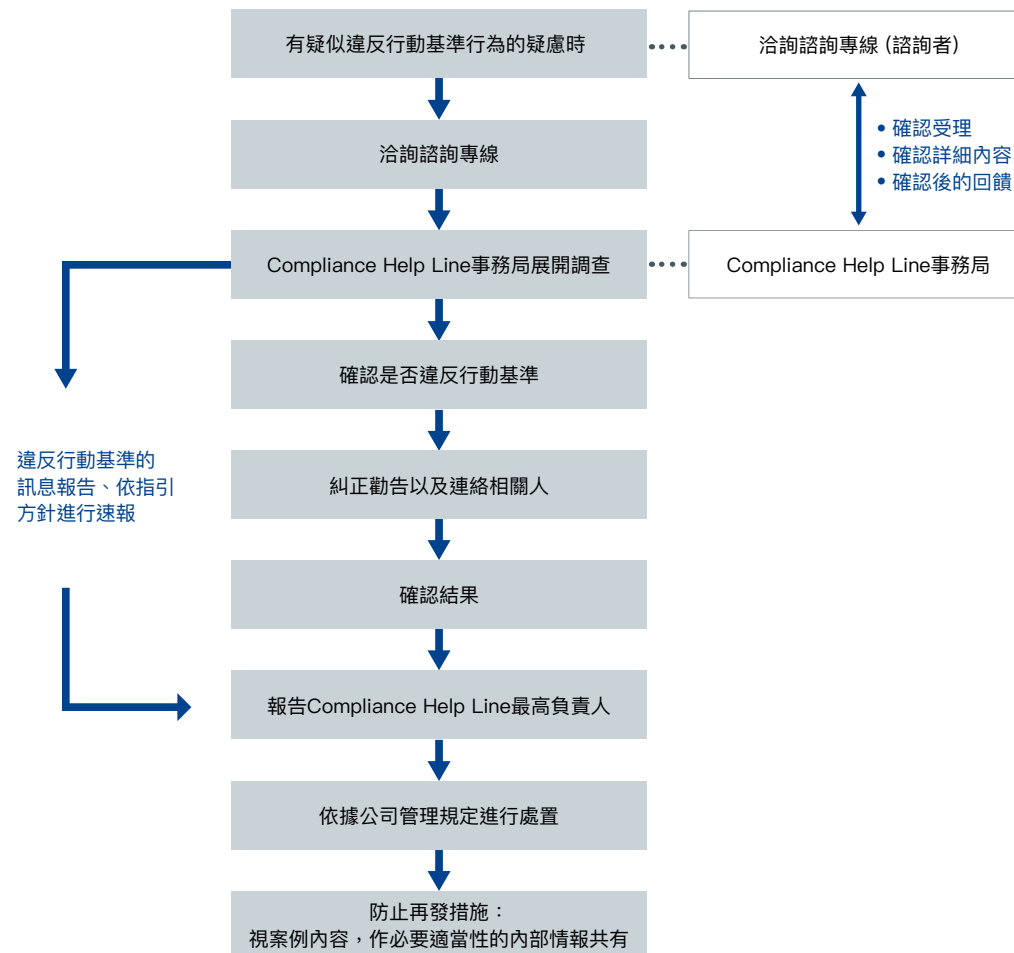 有疑似違反行動基準行為的疑慮時
洽詢諮詢專線 (諮詢者)
• 確認受理
• 確認詳細內容
• 確認後的回饋
洽詢諮詢專線
Compliance Help Line事務局展開調查
Compliance Help Line事務局
確認是否違反行動基準
違反行動基準的
訊息報告、依指引
方針進行速報
糾正勸告以及連絡相關人
確認結果
報告Compliance Help Line最高負責人
依據公司管理規定進行處置
防止再發措施：
視案例內容，作必要適當性的內部情報共有